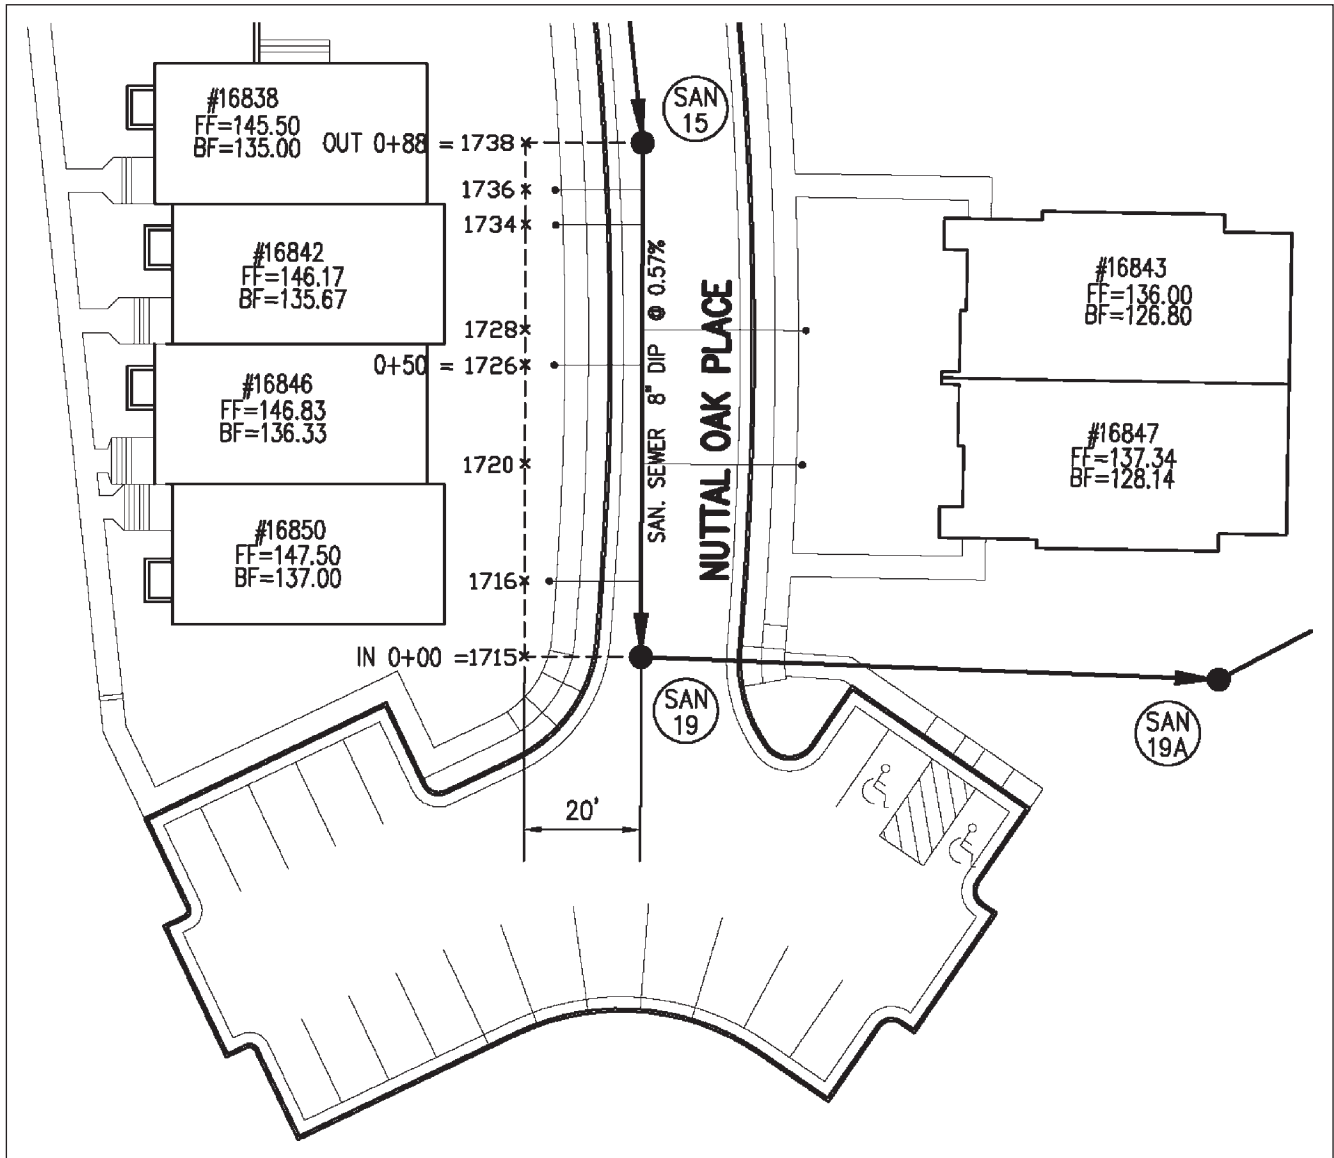 SAN
15
#16838
FF=145.50
BF=135.00
OUT 0+88 = 1738
1736
1734
#16842
FF=146.17
BF=135.67
1728
0+50 = 1726
#16846
FF=146.83
BF=136.33
1720
#16850
FF=147.50
BF=137.00
1716
IN 0+00 =1715
SAN. SEWER 8" DIP @ 0.57%
NUTTAL OAK PLACE
#16843
FF=136.00
BF=126.80
#16847
FF=137.34
BF=128.14
SAN
19
SAN
19A
20'